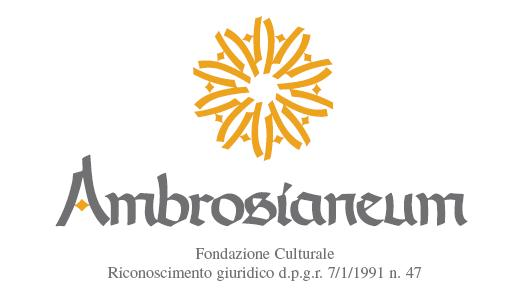 Ambrosianeum
Fondazione Culturale
Riconoscimento giuridico d.p.g.r. 7/1/1991 n. 47